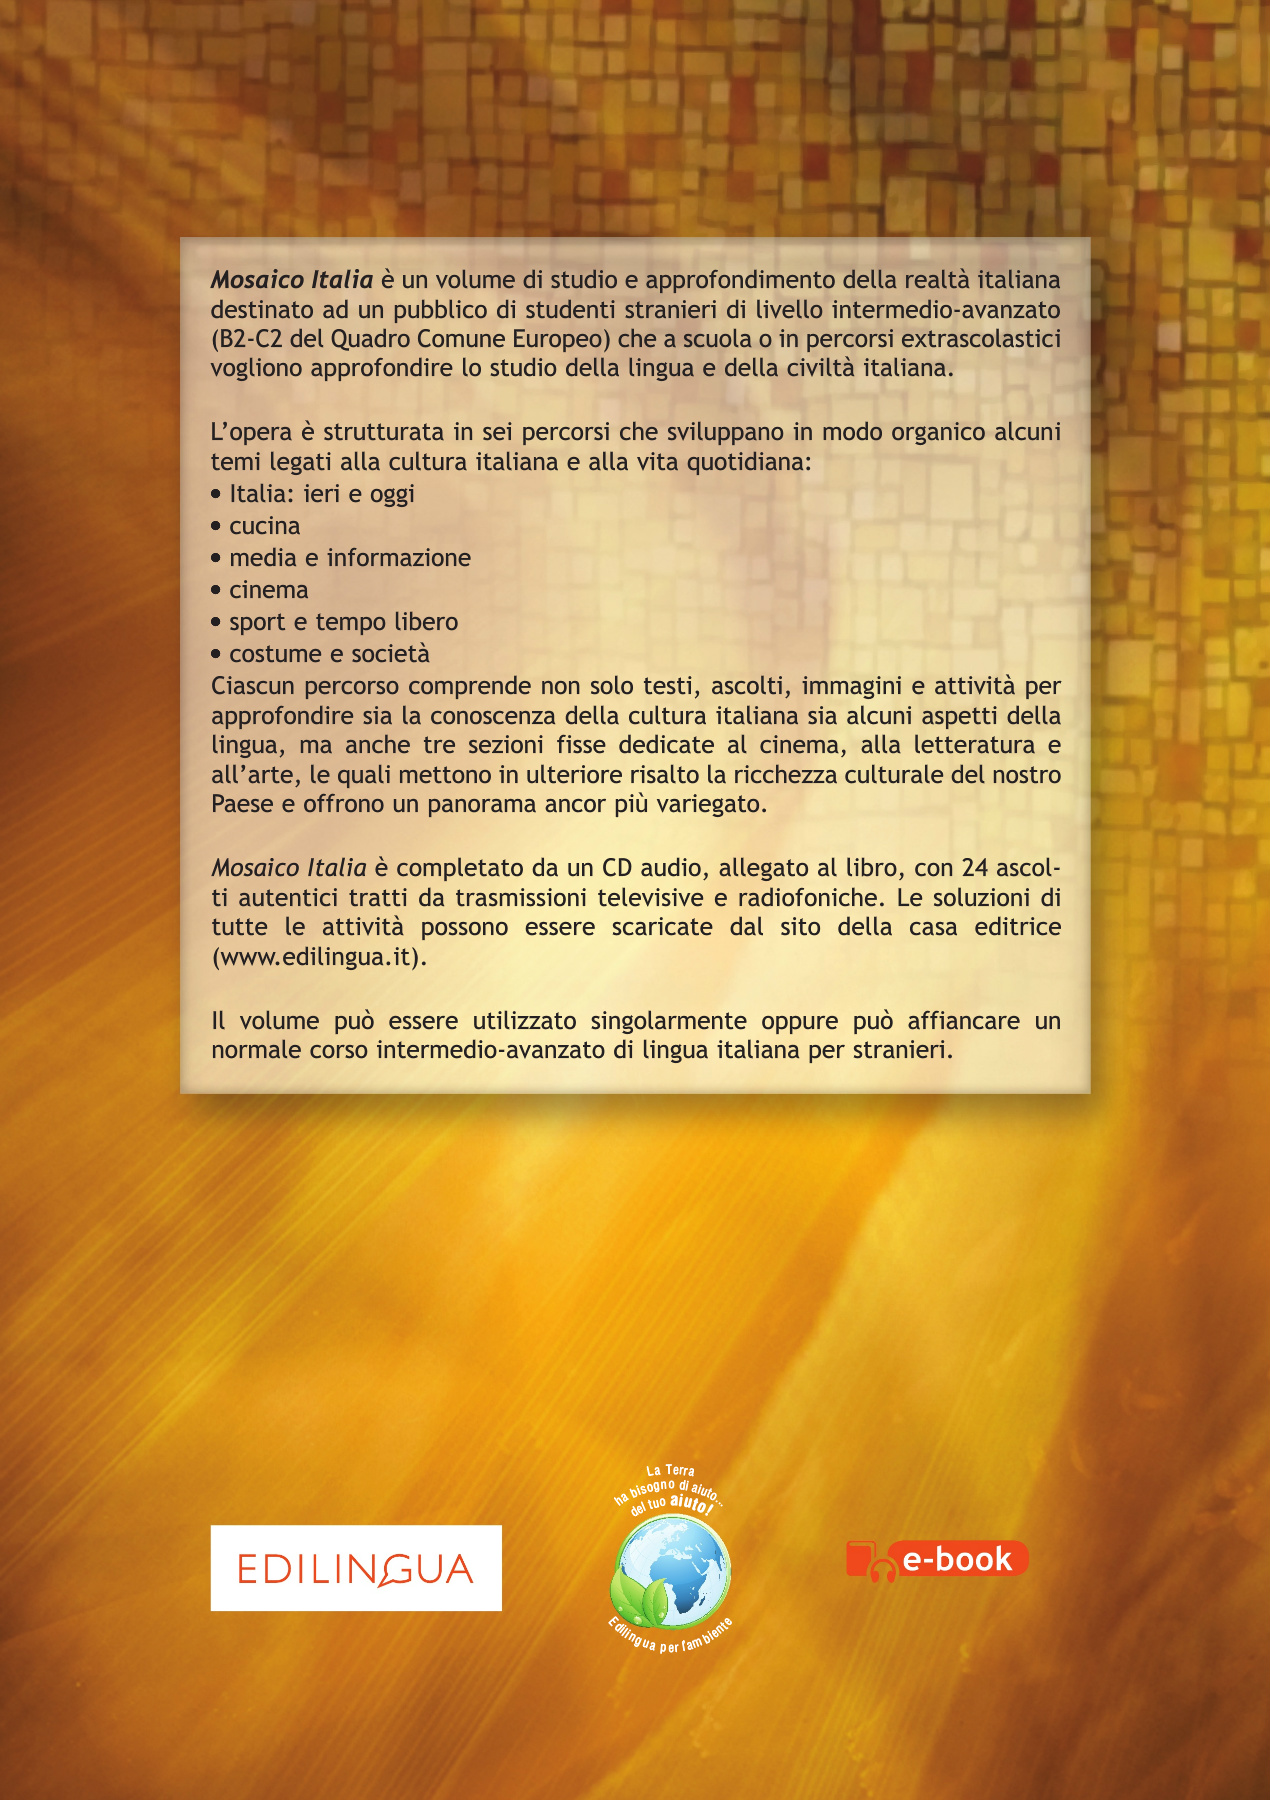 Mosaico Italia è un volume di studio e approfondimento della realtà italiana
destinato ad un pubblico di studenti stranieri di livello intermedio-avanzato
(B2-C2 del Quadro Comune Europeo) che a scuola o in percorsi extrascolastici
vogliono approfondire lo studio della lingua e della civiltà italiana.
L’opera è strutturata in sei percorsi che sviluppano in modo organico alcuni
temi legati alla cultura italiana e alla vita quotidiana:
• Italia: ieri e oggi
• cucina
• media e informazione
• cinema
• sport e tempo libero
• costume e società
Ciascun percorso comprende non solo testi, ascolti, immagini e attività per
approfondire sia la conoscenza della cultura italiana sia alcuni aspetti della
lingua, ma anche tre sezioni fisse dedicate al cinema, alla letteratura e
all’arte, le quali mettono in ulteriore risalto la ricchezza culturale del nostro
Paese e offrono un panorama ancor più variegato.
Mosaico Italia è completato da un CD audio, allegato al libro, con 24 ascol-
ti autentici tratti da trasmissioni televisive e radiofoniche. Le soluzioni di
tutte le attività possono essere scaricate dal sito della casa editrice
(www.edilingua.it).
Il volume può essere utilizzato singolarmente oppure può affiancare un
normale corso intermedio-avanzato di lingua italiana per stranieri.
EDILINGUA
La Terra
ha bisogno di aiuto...
del tuo aiuto!
Edilingua per l'ambiente
e-book